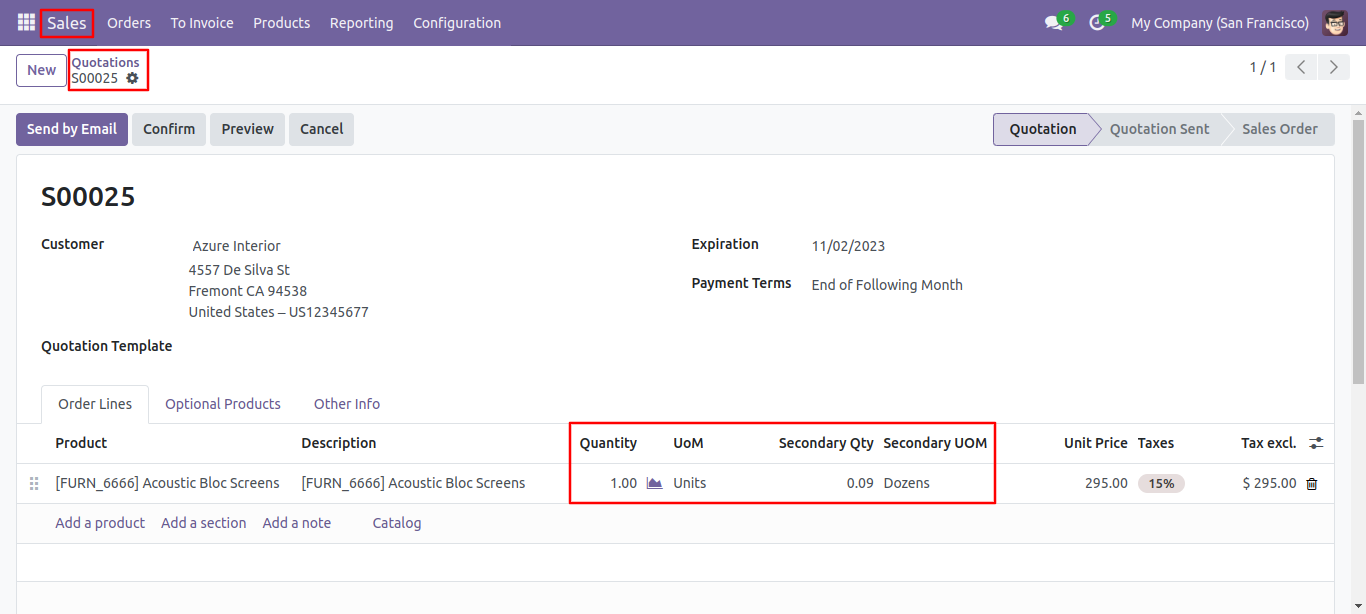 Sales Orders To Invoice Products Reporting Configuration 6 5 My Company (San Francisco)
New Quotations 1 / 1
S00025
Send by Email Confirm Preview Cancel Quotation Quotation Sent Sales Order
S00025
Customer Azure Interior Expiration 11/02/2023
4557 De Silva St
Fremont CA 94538 Payment Terms End of Following Month
United States – US12345677
Quotation Template
Order Lines Optional Products Other Info
Product Description Quantity UoM Secondary Qty Secondary UOM Unit Price Taxes Tax excl.
[FURN_6666] Acoustic Bloc Screens [FURN_6666] Acoustic Bloc Screens 1.00 Units 0.09 Dozens 295.00 15% $ 295.00
Add a product Add a section Add a note Catalog